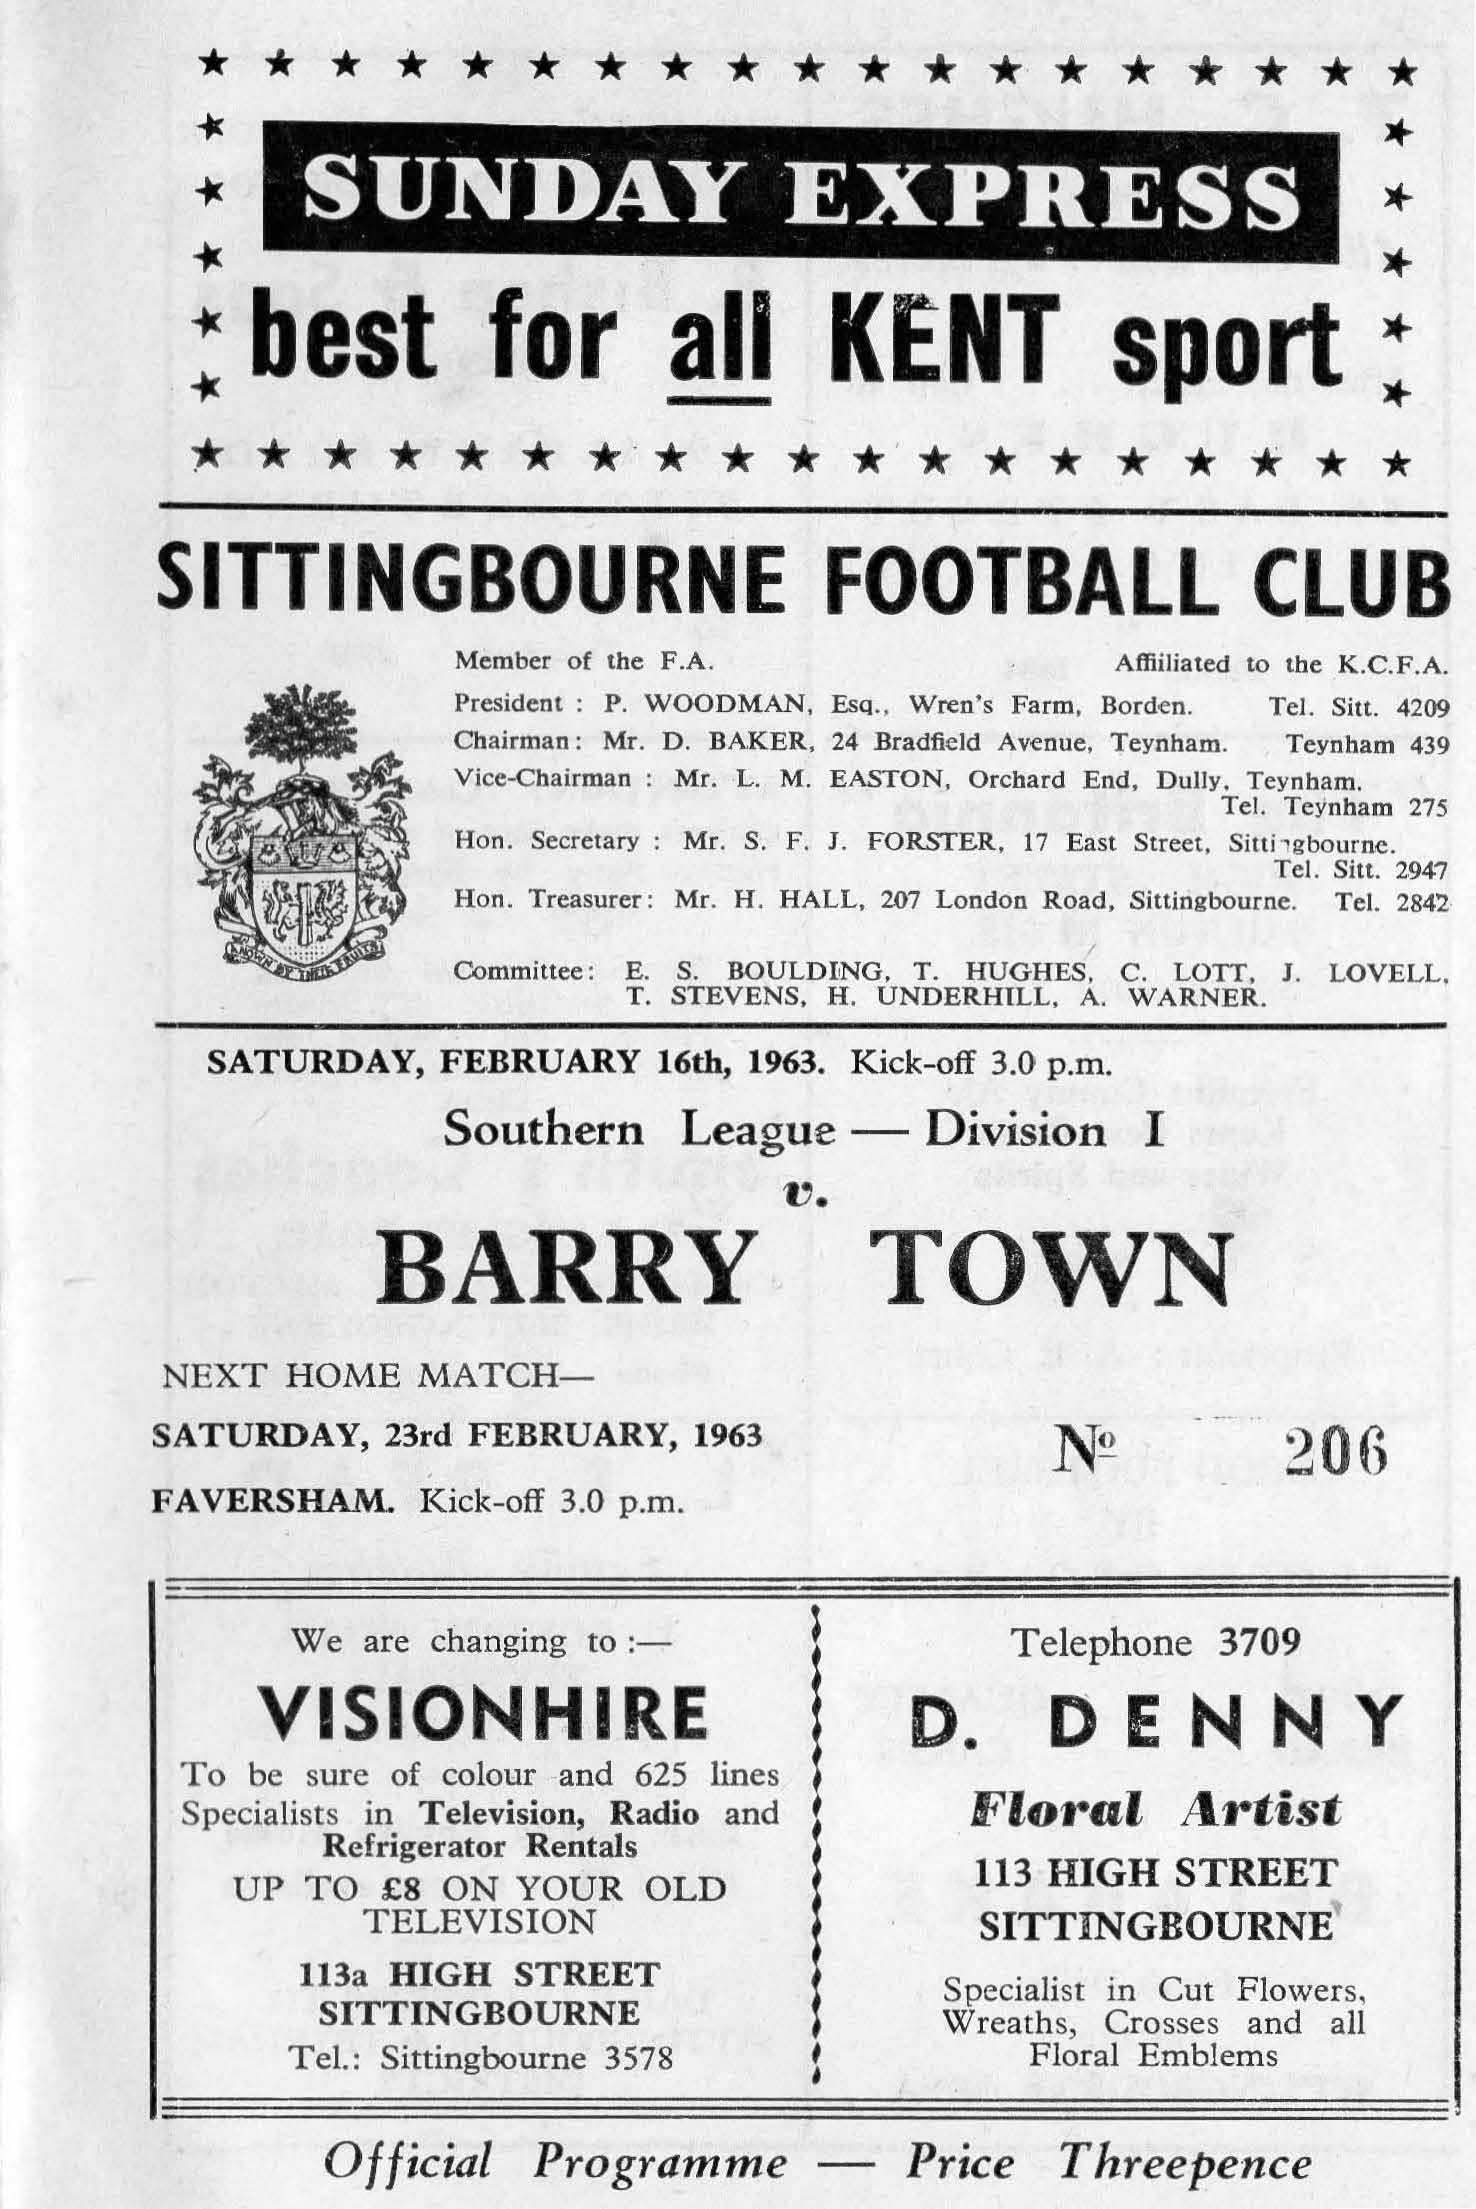 SUNDAY EXPRESS
best for all KENT sport
SITTINGBOURNE FOOTBALL CLUB
Member of the F.A. Affiiliated to the K.C.F.A.
President : P. WOODMAN, Esq., Wren's Farm, Borden. Tel. Sitt. 4209
Chairman: Mr. D. BAKER, 24 Bradfield Avenue, Teynham. Teynham 439
Vice-Chairman : Mr. L. M. EASTON, Orchard End, Dully, Teynham.
Tel. Teynham 275
Hon. Secretary : Mr. S. F. J. FORSTER, 17 East Street, Sittingbourne.
Tel. Sitt. 2947
Hon. Treasurer: Mr. H. HALL, 207 London Road, Sittingbourne. Tel. 2842
KNOWN BY THEIR FRUITS
Committee: E. S. BOULDING, T. HUGHES, C. LOTT, J. LOVELL,
T. STEVENS, H. UNDERHILL, A. WARNER.
SATURDAY, FEBRUARY 16th, 1963. Kick-off 3.0 p.m.
Southern League — Division I
v.
BARRY TOWN
NEXT HOME MATCH—
SATURDAY, 23rd FEBRUARY, 1963
FAVERSHAM. Kick-off 3.0 p.m.
Nº 206
We are changing to :—
VISIONHIRE
To be sure of colour and 625 lines
Specialists in Television, Radio and
Refrigerator Rentals
UP TO £8 ON YOUR OLD
TELEVISION
113a HIGH STREET
SITTINGBOURNE
Tel.: Sittingbourne 3578
Telephone 3709
D. DENNY
Floral Artist
113 HIGH STREET
SITTINGBOURNE
Specialist in Cut Flowers,
Wreaths, Crosses and all
Floral Emblems
Official Programme — Price Threepence